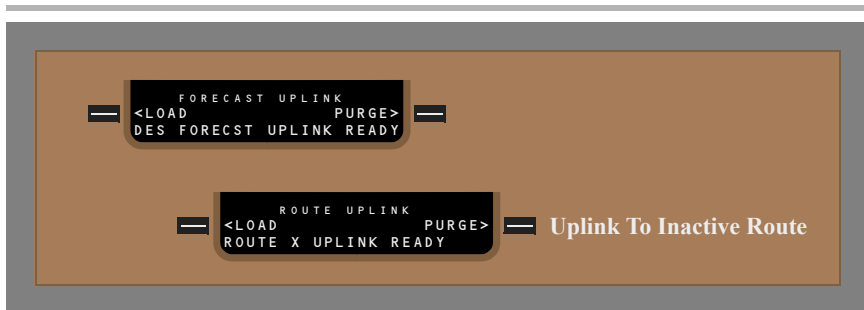 FORECAST UPLINK
<LOAD PURGE>
DES FORECST UPLINK READY
ROUTE UPLINK
<LOAD PURGE>
ROUTE X UPLINK READY
Uplink To Inactive Route